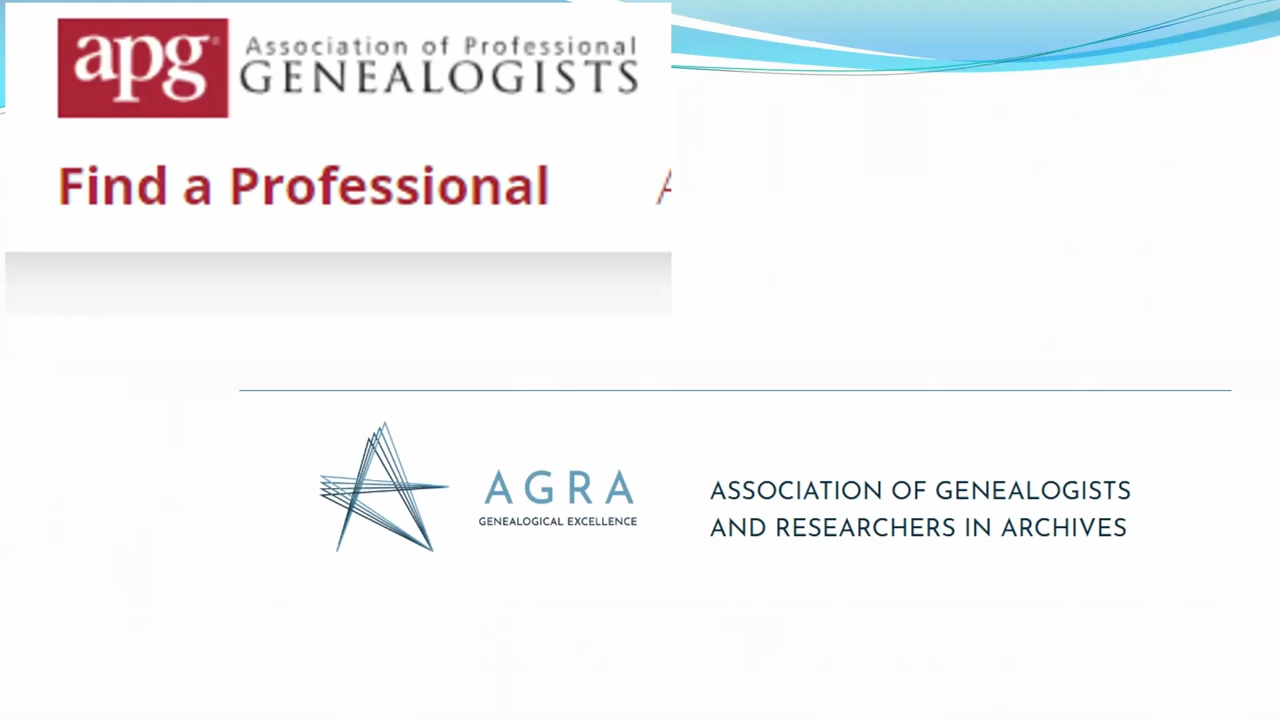 apg® Association of Professional
GENEALOGISTS
Find a Professional
AGRA
GENEALOGICAL EXCELLENCE
ASSOCIATION OF GENEALOGISTS
AND RESEARCHERS IN ARCHIVES